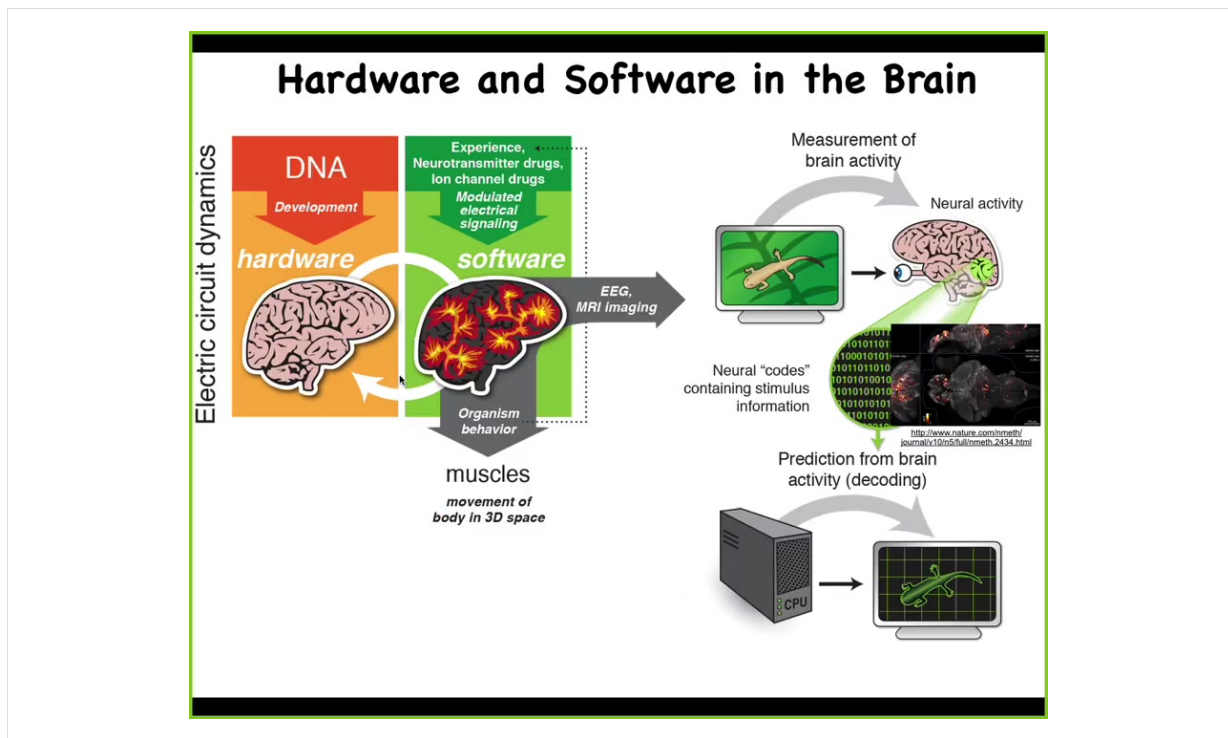 Hardware and Software in the Brain
Electric circuit dynamics
DNA
Development
hardware
Experience,
Neurotransmitter drugs,
Ion channel drugs
Modulated
electrical
signaling
software
EEG,
MRI imaging
Organism
behavior
muscles
movement of
body in 3D space
Measurement of
brain activity
Neural activity
Neural “codes”
containing stimulus
information
http://www.nature.com/nmeth/
journal/v10/n5/full/nmeth.2434.html
Prediction from brain
activity (decoding)
CPU